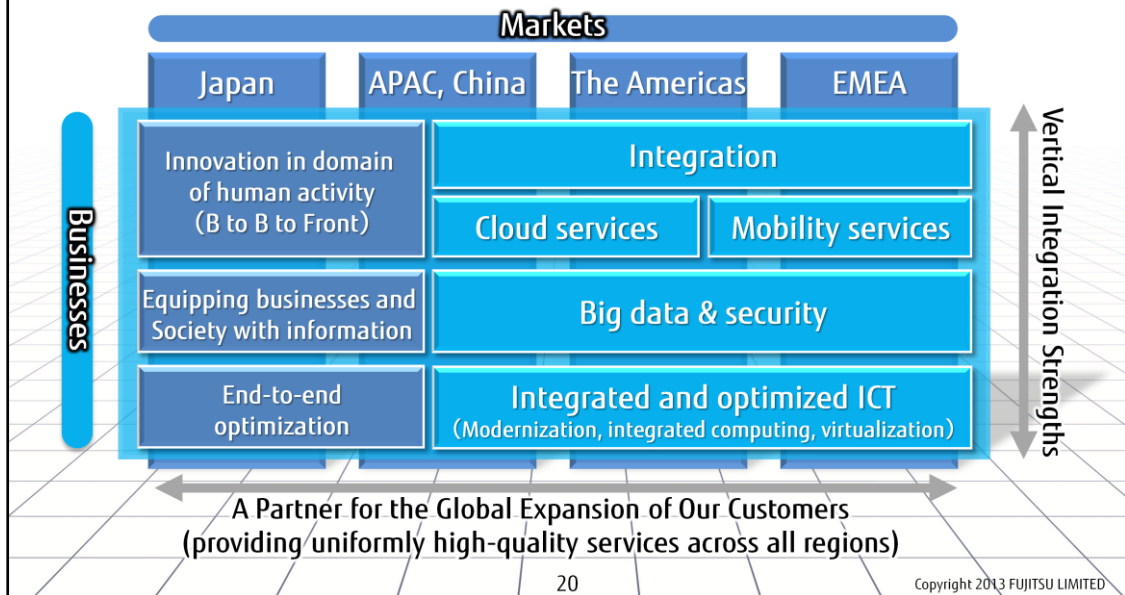 Markets
Japan
APAC, China
The Americas
EMEA
Businesses
Innovation in domain
of human activity
(B to B to Front)
Integration
Cloud services
Mobility services
Equipping businesses and
Society with information
Big data & security
End-to-end
optimization
Integrated and optimized ICT
(Modernization, integrated computing, virtualization)
Vertical Integration Strengths
A Partner for the Global Expansion of Our Customers
(providing uniformly high-quality services across all regions)
20
Copyright 2013 FUJITSU LIMITED